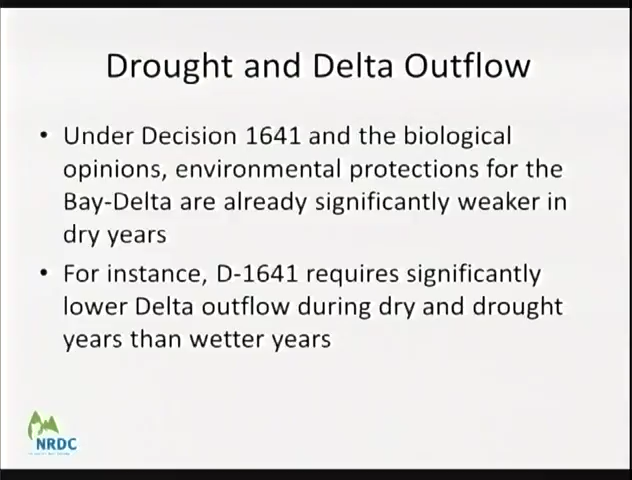 Drought and Delta Outflow
• Under Decision 1641 and the biological
opinions, environmental protections for the
Bay-Delta are already significantly weaker in
dry years
• For instance, D-1641 requires significantly
lower Delta outflow during dry and drought
years than wetter years
NRDC